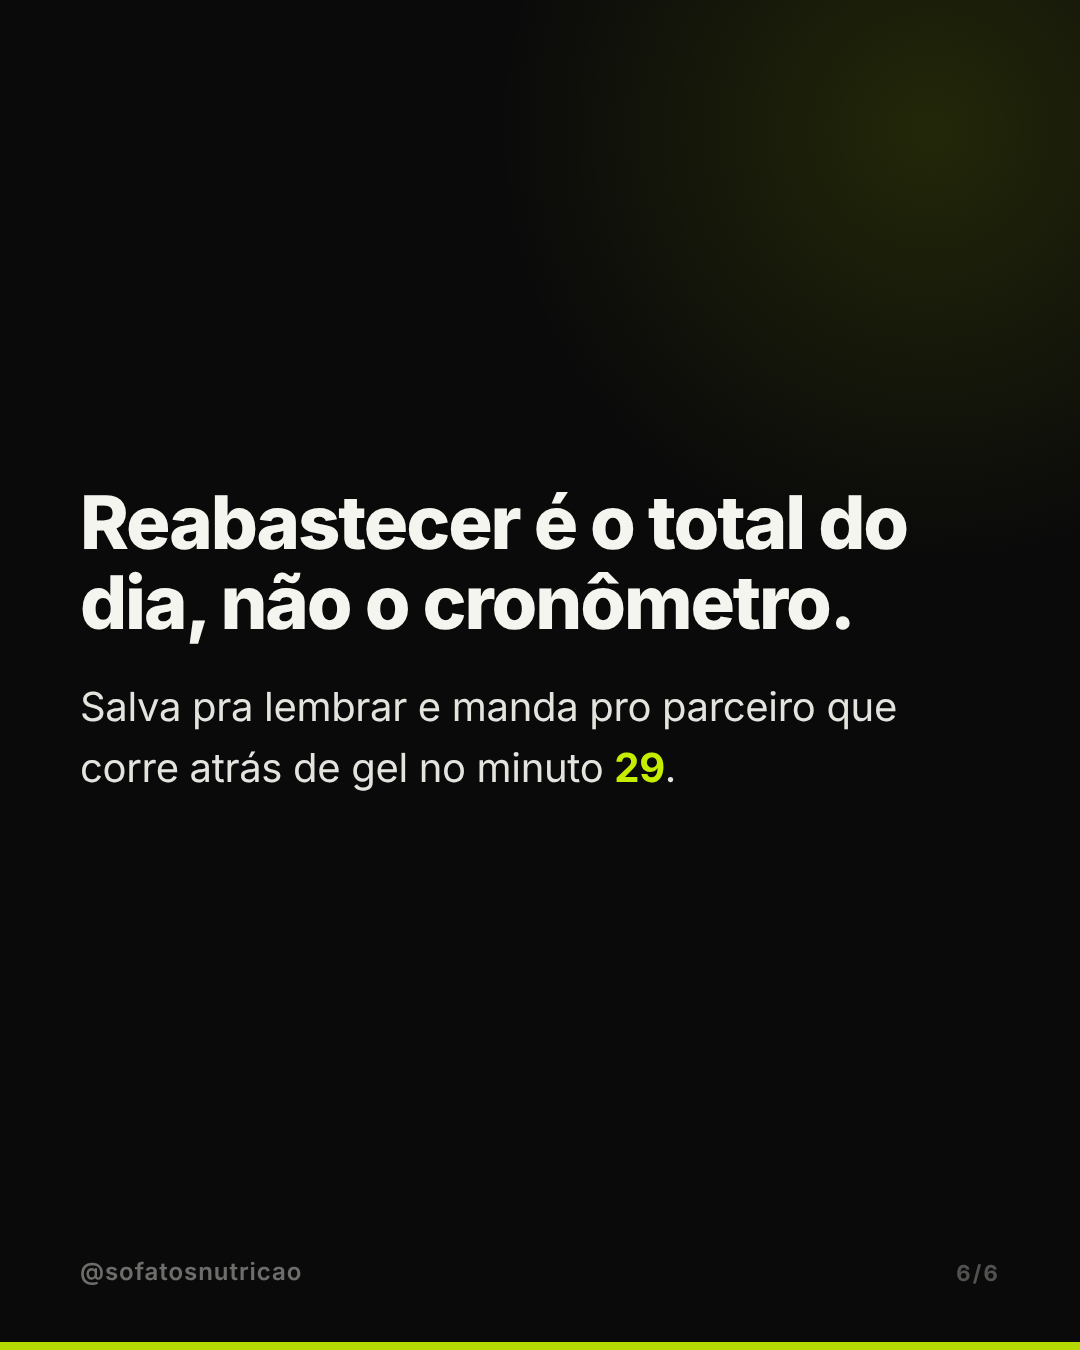 Reabastecer é o total do
dia, não o cronômetro.
Salva pra lembrar e manda pro parceiro que
corre atrás de gel no minuto 29.
@sofatosnutricao
6/6